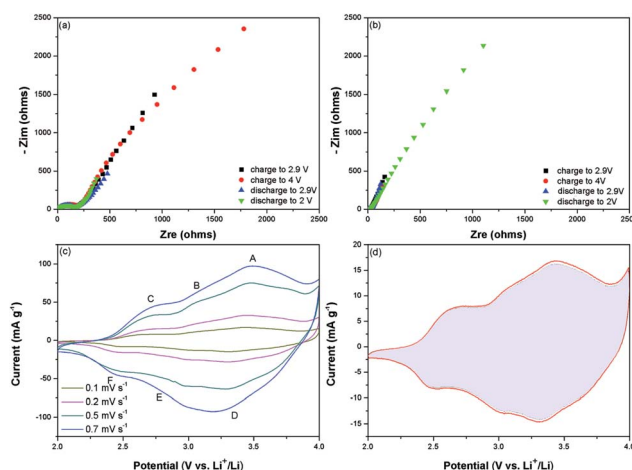 (a)
2500
2000
1500
1000
500
0
- Zim (ohms)
charge to 2.9 V
charge to 4 V
discharge to 2.9V
discharge to 2 V
0 500 1000 1500 2000 2500
Zre (ohms)
(b)
2500
2000
1500
1000
500
0
- Zim (ohms)
charge to 2.9V
charge to 4V
discharge to 2.9V
discharge to 2V
0 500 1000 1500 2000 2500
Zre (ohms)
(c)
100
50
0
-50
-100
Current (mA g⁻¹)
A
B
C
F
E
D
0.1 mV s⁻¹
0.2 mV s⁻¹
0.5 mV s⁻¹
0.7 mV s⁻¹
2.0 2.5 3.0 3.5 4.0
Potential (V vs. Li⁺/Li)
(d)
20
15
10
5
0
-5
-10
-15
-20
Current (mA g⁻¹)
2.0 2.5 3.0 3.5 4.0
Potential (V vs. Li⁺/Li)